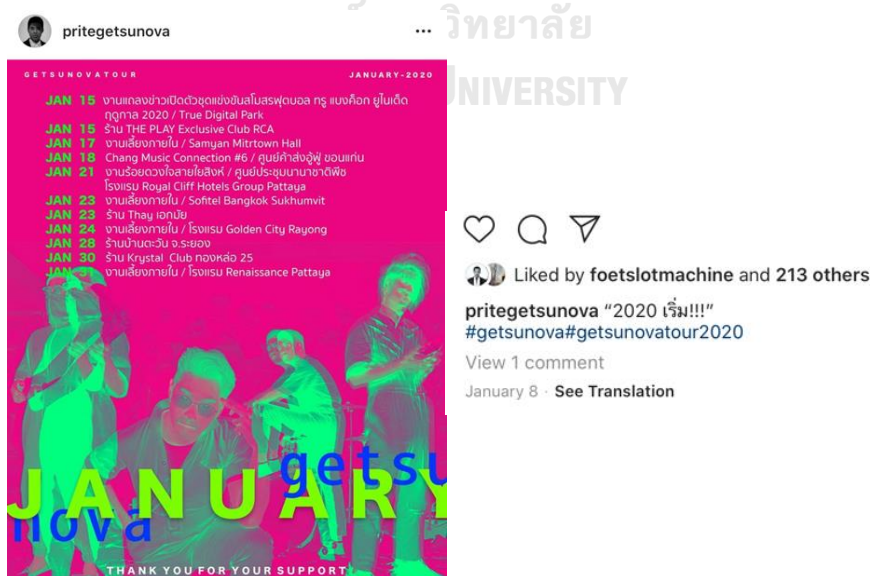 วิทยาลัย
UNIVERSITY
pritegetsunova
GETSUNOVATOUR
JANUARY-2020
JAN 15 งานแถลงข่าวเปิดตัวชุดแข่งขันสโมสรฟุตบอล ทรู แบงค็อก ยูไนเต็ด
ฤดูกาล 2020 / True Digital Park
JAN 15 ร้าน THE PLAY Exclusive Club RCA
JAN 17 งานเลี้ยงภายใน / Samyan Mitrtown Hall
JAN 18 Chang Music Connection #6 / ศูนย์ค้าส่งอู้ฟู่ ขอนแก่น
JAN 21 งานร้อยดวงใจสายใยสิงห์ / ศูนย์ประชุมนานาชาติพีช
โรงแรม Royal Cliff Hotels Group Pattaya
JAN 23 งานเลี้ยงภายใน / Sofitel Bangkok Sukhumvit
JAN 23 ร้าน Thay เอกมัย
JAN 24 งานเลี้ยงภายใน / โรงแรม Golden City Rayong
JAN 28 ร้านบ้านตะวัน จ.ระยอง
JAN 30 ร้าน Krystal Club ทองหล่อ 25
JAN 31 งานเลี้ยงภายใน / โรงแรม Renaissance Pattaya
getsu
JANUARY
nova
THANK YOU FOR YOUR SUPPORT
Liked by foetslotmachine and 213 others
pritegetsunova “2020 เริ่ม!!!”
#getsunova#getsunovatour2020
View 1 comment
January 8 · See Translation